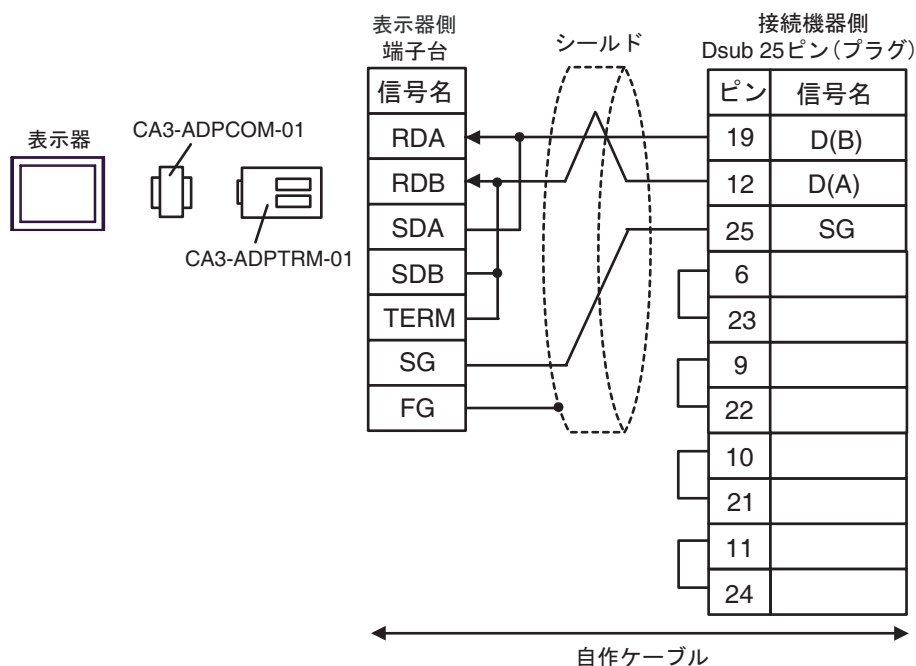 表示器
CA3-ADPCOM-01
CA3-ADPTRM-01
表示器側
端子台
信号名
RDA
RDB
SDA
SDB
TERM
SG
FG
シールド
接続機器側
Dsub 25ピン(プラグ)
ピン 信号名
19 D(B)
12 D(A)
25 SG
6
23
9
22
10
21
11
24
自作ケーブル